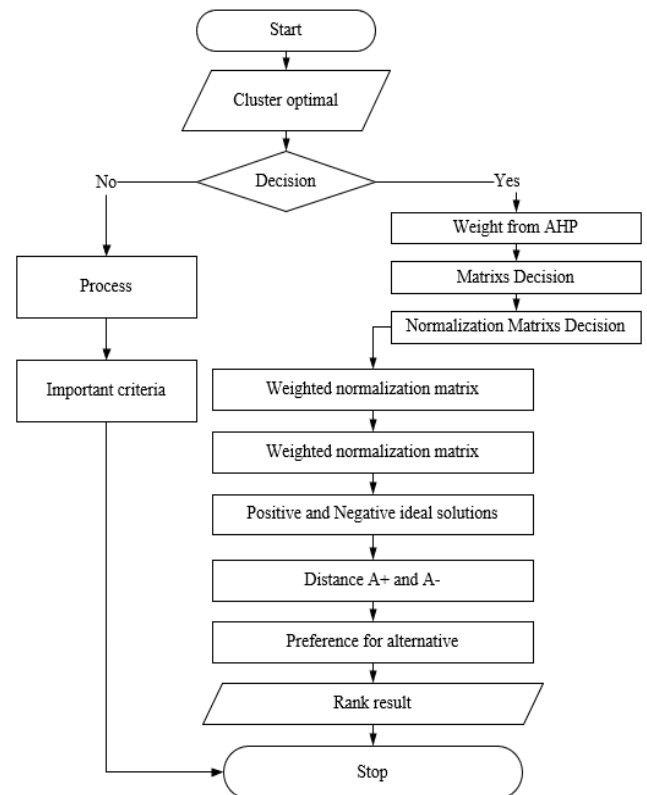 Start
Cluster optimal
No
Decision
Yes
Weight from AHP
Matrixs Decision
Normalization Matrixs Decision
Process
Important criteria
Weighted normalization matrix
Weighted normalization matrix
Positive and Negative ideal solutions
Distance A+ and A-
Preference for alternative
Rank result
Stop